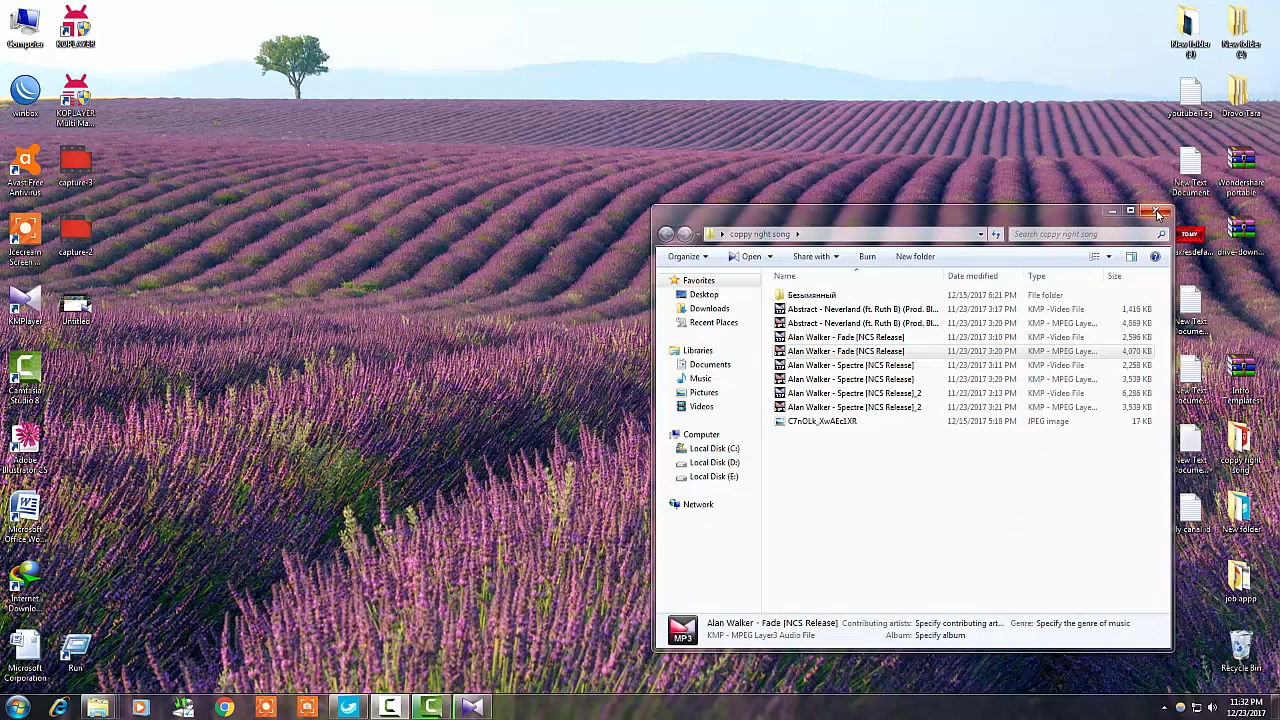 Computer
KOPLAYER
winbox
KOPLAYER
Multi Ma...
Avast Free
Antivirus
capture-3
Icecream
Screen ...
capture-2
KMPlayer
Untitled
Camtasia
Studio 8
Adobe
Illustrator CS
Microsoft
Office Wo...
Internet
Downlo...
Microsoft
Corporation
Run
New folder
(3)
New folder
(2)
youtube Tag
Drovo Tara
New Text
Document
Wondershare
portable
TOMY
drive-down...
New Text
Docume...
New Text
Docume...
Intro
Templates
New Text
Docume...
coppy right
song
New folder
job appp
Recycle Bin
coppy right song
Search coppy right song
Organize Open Share with Burn New folder
Name Date modified Type Size
Favorites
Desktop
Downloads
Recent Places
Libraries
Documents
Music
Pictures
Videos
Computer
Local Disk (C:)
Local Disk (D:)
Local Disk (E:)
Network
Безымянный 12/15/2017 6:21 PM File folder
Abstract - Neverland (ft. Ruth B) (Prod. Bl... 11/23/2017 3:17 PM KMP -Video File 1,416 KB
Abstract - Neverland (ft. Ruth B) (Prod. Bl... 11/23/2017 3:20 PM KMP - MPEG Laye... 4,869 KB
Alan Walker - Fade [NCS Release] 11/23/2017 3:10 PM KMP -Video File 2,596 KB
Alan Walker - Fade [NCS Release] 11/23/2017 3:20 PM KMP - MPEG Laye... 4,070 KB
Alan Walker - Spectre [NCS Release] 11/23/2017 3:11 PM KMP -Video File 2,258 KB
Alan Walker - Spectre [NCS Release] 11/23/2017 3:20 PM KMP - MPEG Laye... 3,539 KB
Alan Walker - Spectre [NCS Release]_2 11/23/2017 3:13 PM KMP -Video File 6,286 KB
Alan Walker - Spectre [NCS Release]_2 11/23/2017 3:21 PM KMP - MPEG Laye... 3,539 KB
C7nOLk_XwAEc1XR 12/15/2017 5:18 PM JPEG image 17 KB
MP3
Alan Walker - Fade [NCS Release] Contributing artists: Specify contributing art... Genre: Specify the genre of music
KMP - MPEG Layer3 Audio File Album: Specify album
11:32 PM
12/23/2017